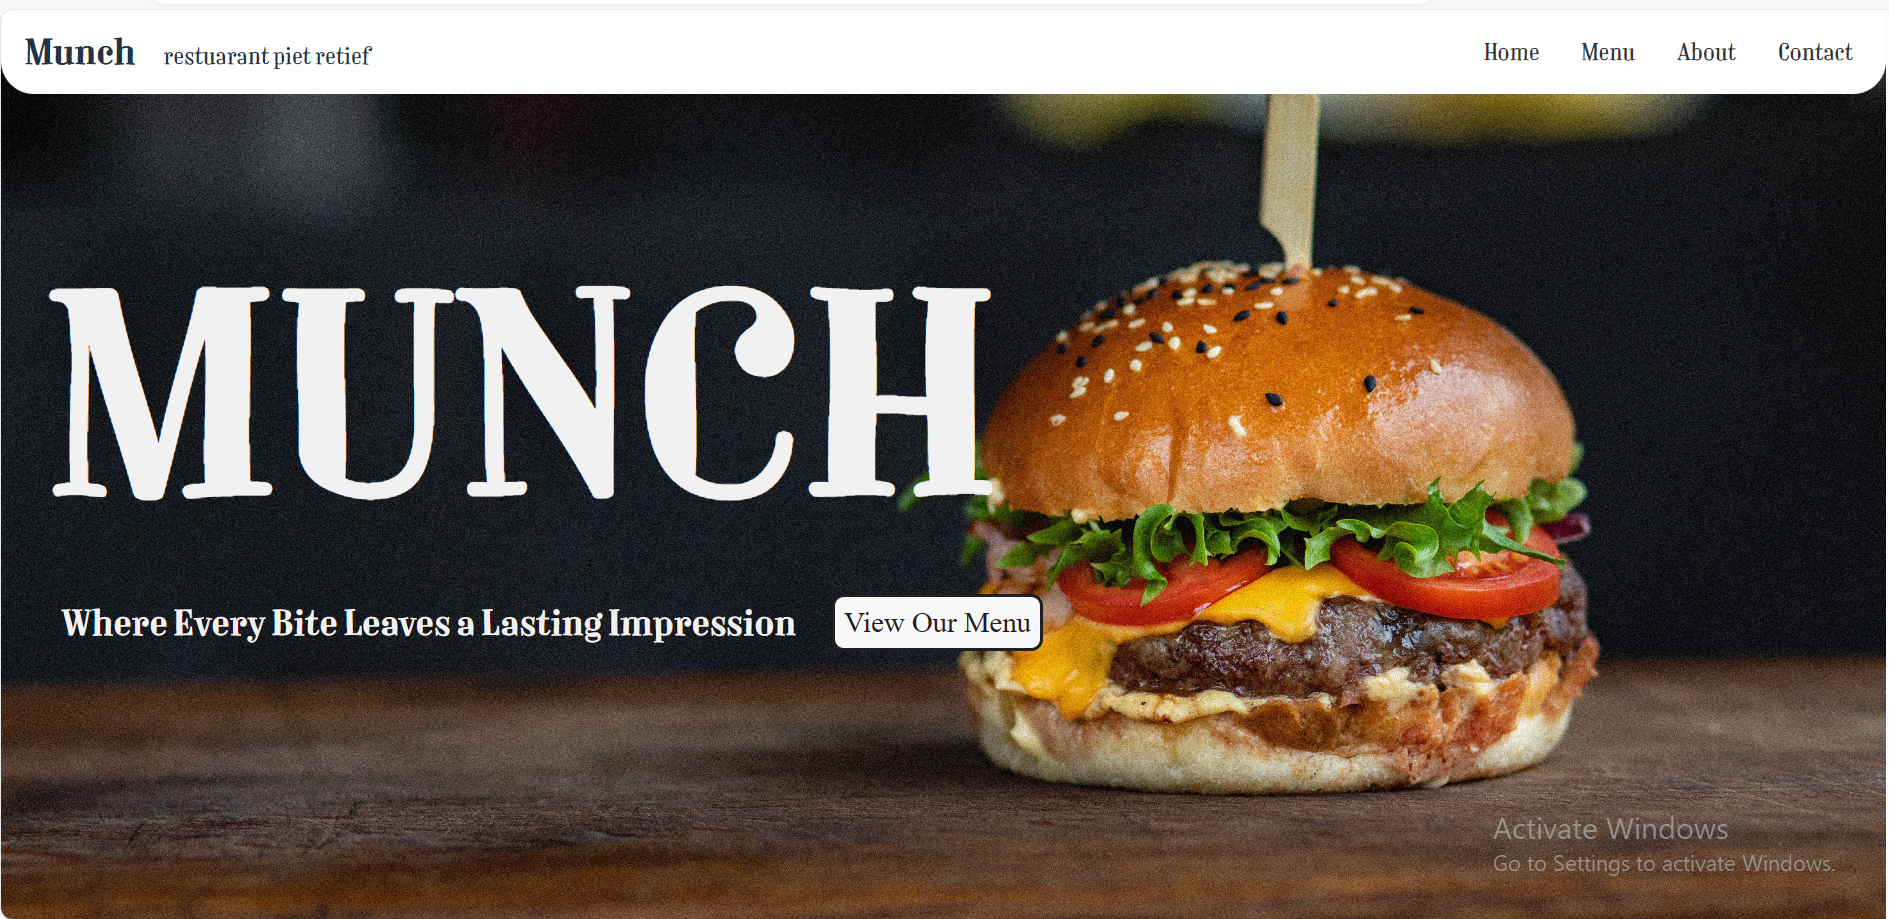 Munch restuarant piet retief Home Menu About Contact
MUNCH
Where Every Bite Leaves a Lasting Impression View Our Menu
Activate Windows
Go to Settings to activate Windows.